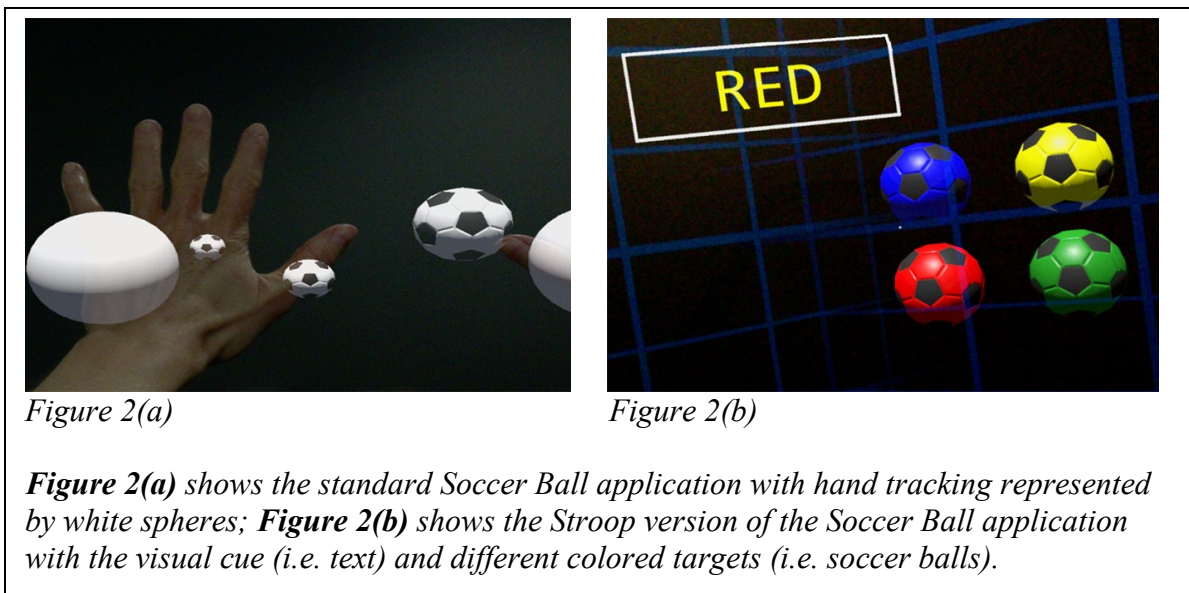 RED
Figure 2(a)
Figure 2(b)
Figure 2(a) shows the standard Soccer Ball application with hand tracking represented
by white spheres; Figure 2(b) shows the Stroop version of the Soccer Ball application
with the visual cue (i.e. text) and different colored targets (i.e. soccer balls).